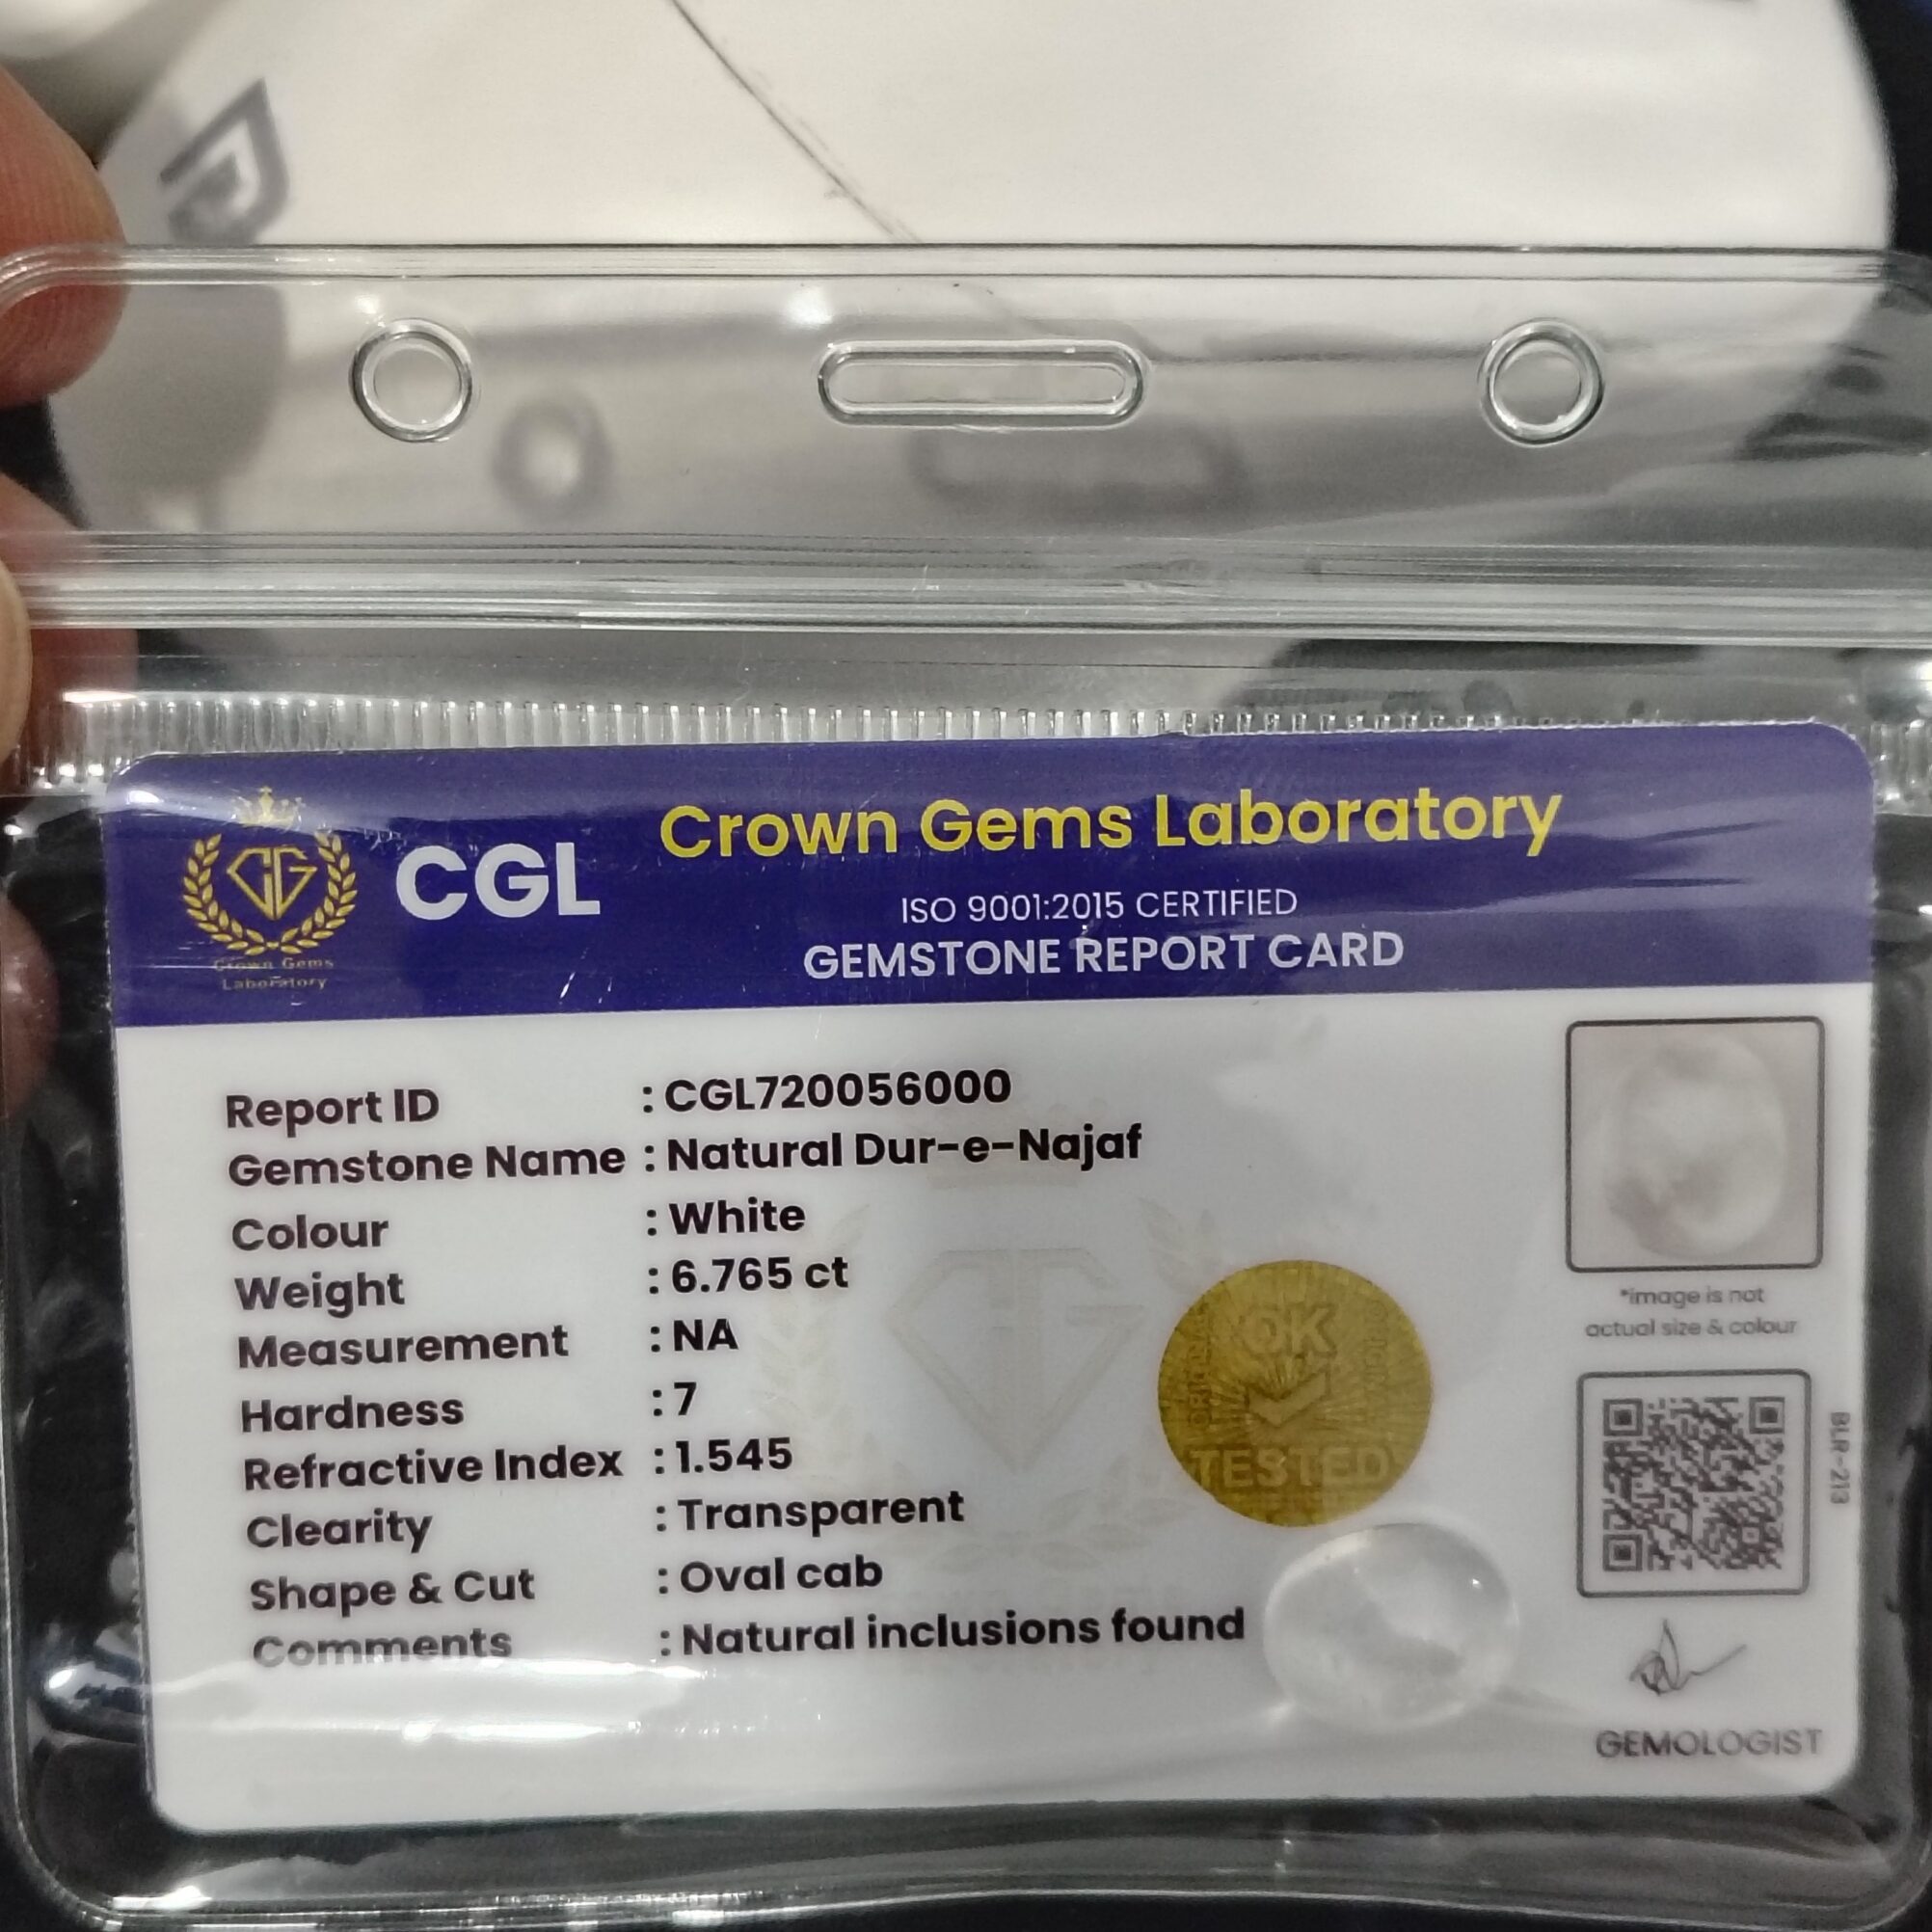 CGL
Crown Gems Laboratory
ISO 9001:2015 CERTIFIED
GEMSTONE REPORT CARD
Crown Gems
Laboratory
Report ID : CGL720056000
Gemstone Name : Natural Dur-e-Najaf
Colour : White
Weight : 6.765 ct
Measurement : NA
Hardness : 7
Refractive Index : 1.545
Clearity : Transparent
Shape & Cut : Oval cab
Comments : Natural inclusions found
*image is not
actual size & colour
OK
TESTED
BLR-213
GEMOLOGIST